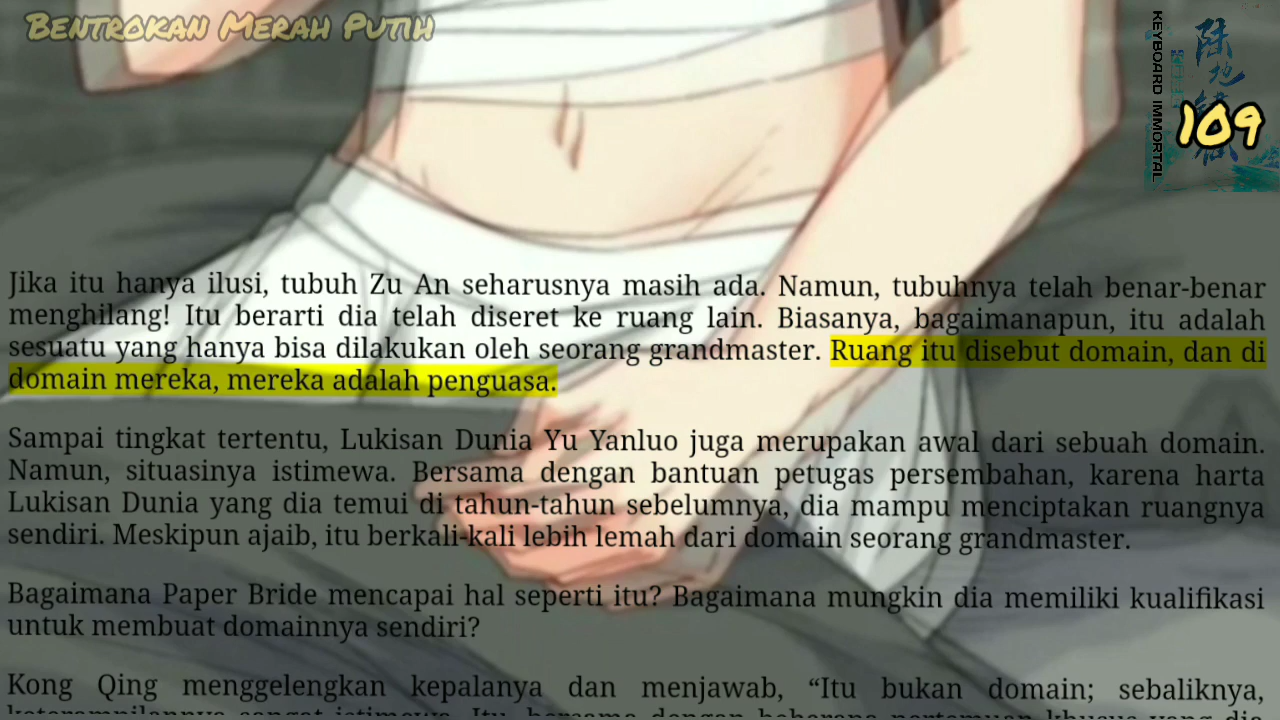 Bentrokan Merah Putih
KEYBOARD IMMORTAL
109
Jika itu hanya ilusi, tubuh Zu An seharusnya masih ada. Namun, tubuhnya telah benar-benar
menghilang! Itu berarti dia telah diseret ke ruang lain. Biasanya, bagaimanapun, itu adalah
sesuatu yang hanya bisa dilakukan oleh seorang grandmaster. Ruang itu disebut domain, dan di
domain mereka, mereka adalah penguasa.
Sampai tingkat tertentu, Lukisan Dunia Yu Yanluo juga merupakan awal dari sebuah domain.
Namun, situasinya istimewa. Bersama dengan bantuan petugas persembahan, karena harta
Lukisan Dunia yang dia temui di tahun-tahun sebelumnya, dia mampu menciptakan ruangnya
sendiri. Meskipun ajaib, itu berkali-kali lebih lemah dari domain seorang grandmaster.
Bagaimana Paper Bride mencapai hal seperti itu? Bagaimana mungkin dia memiliki kualifikasi
untuk membuat domainnya sendiri?
Kong Qing menggelengkan kepalanya dan menjawab, “Itu bukan domain; sebaliknya,